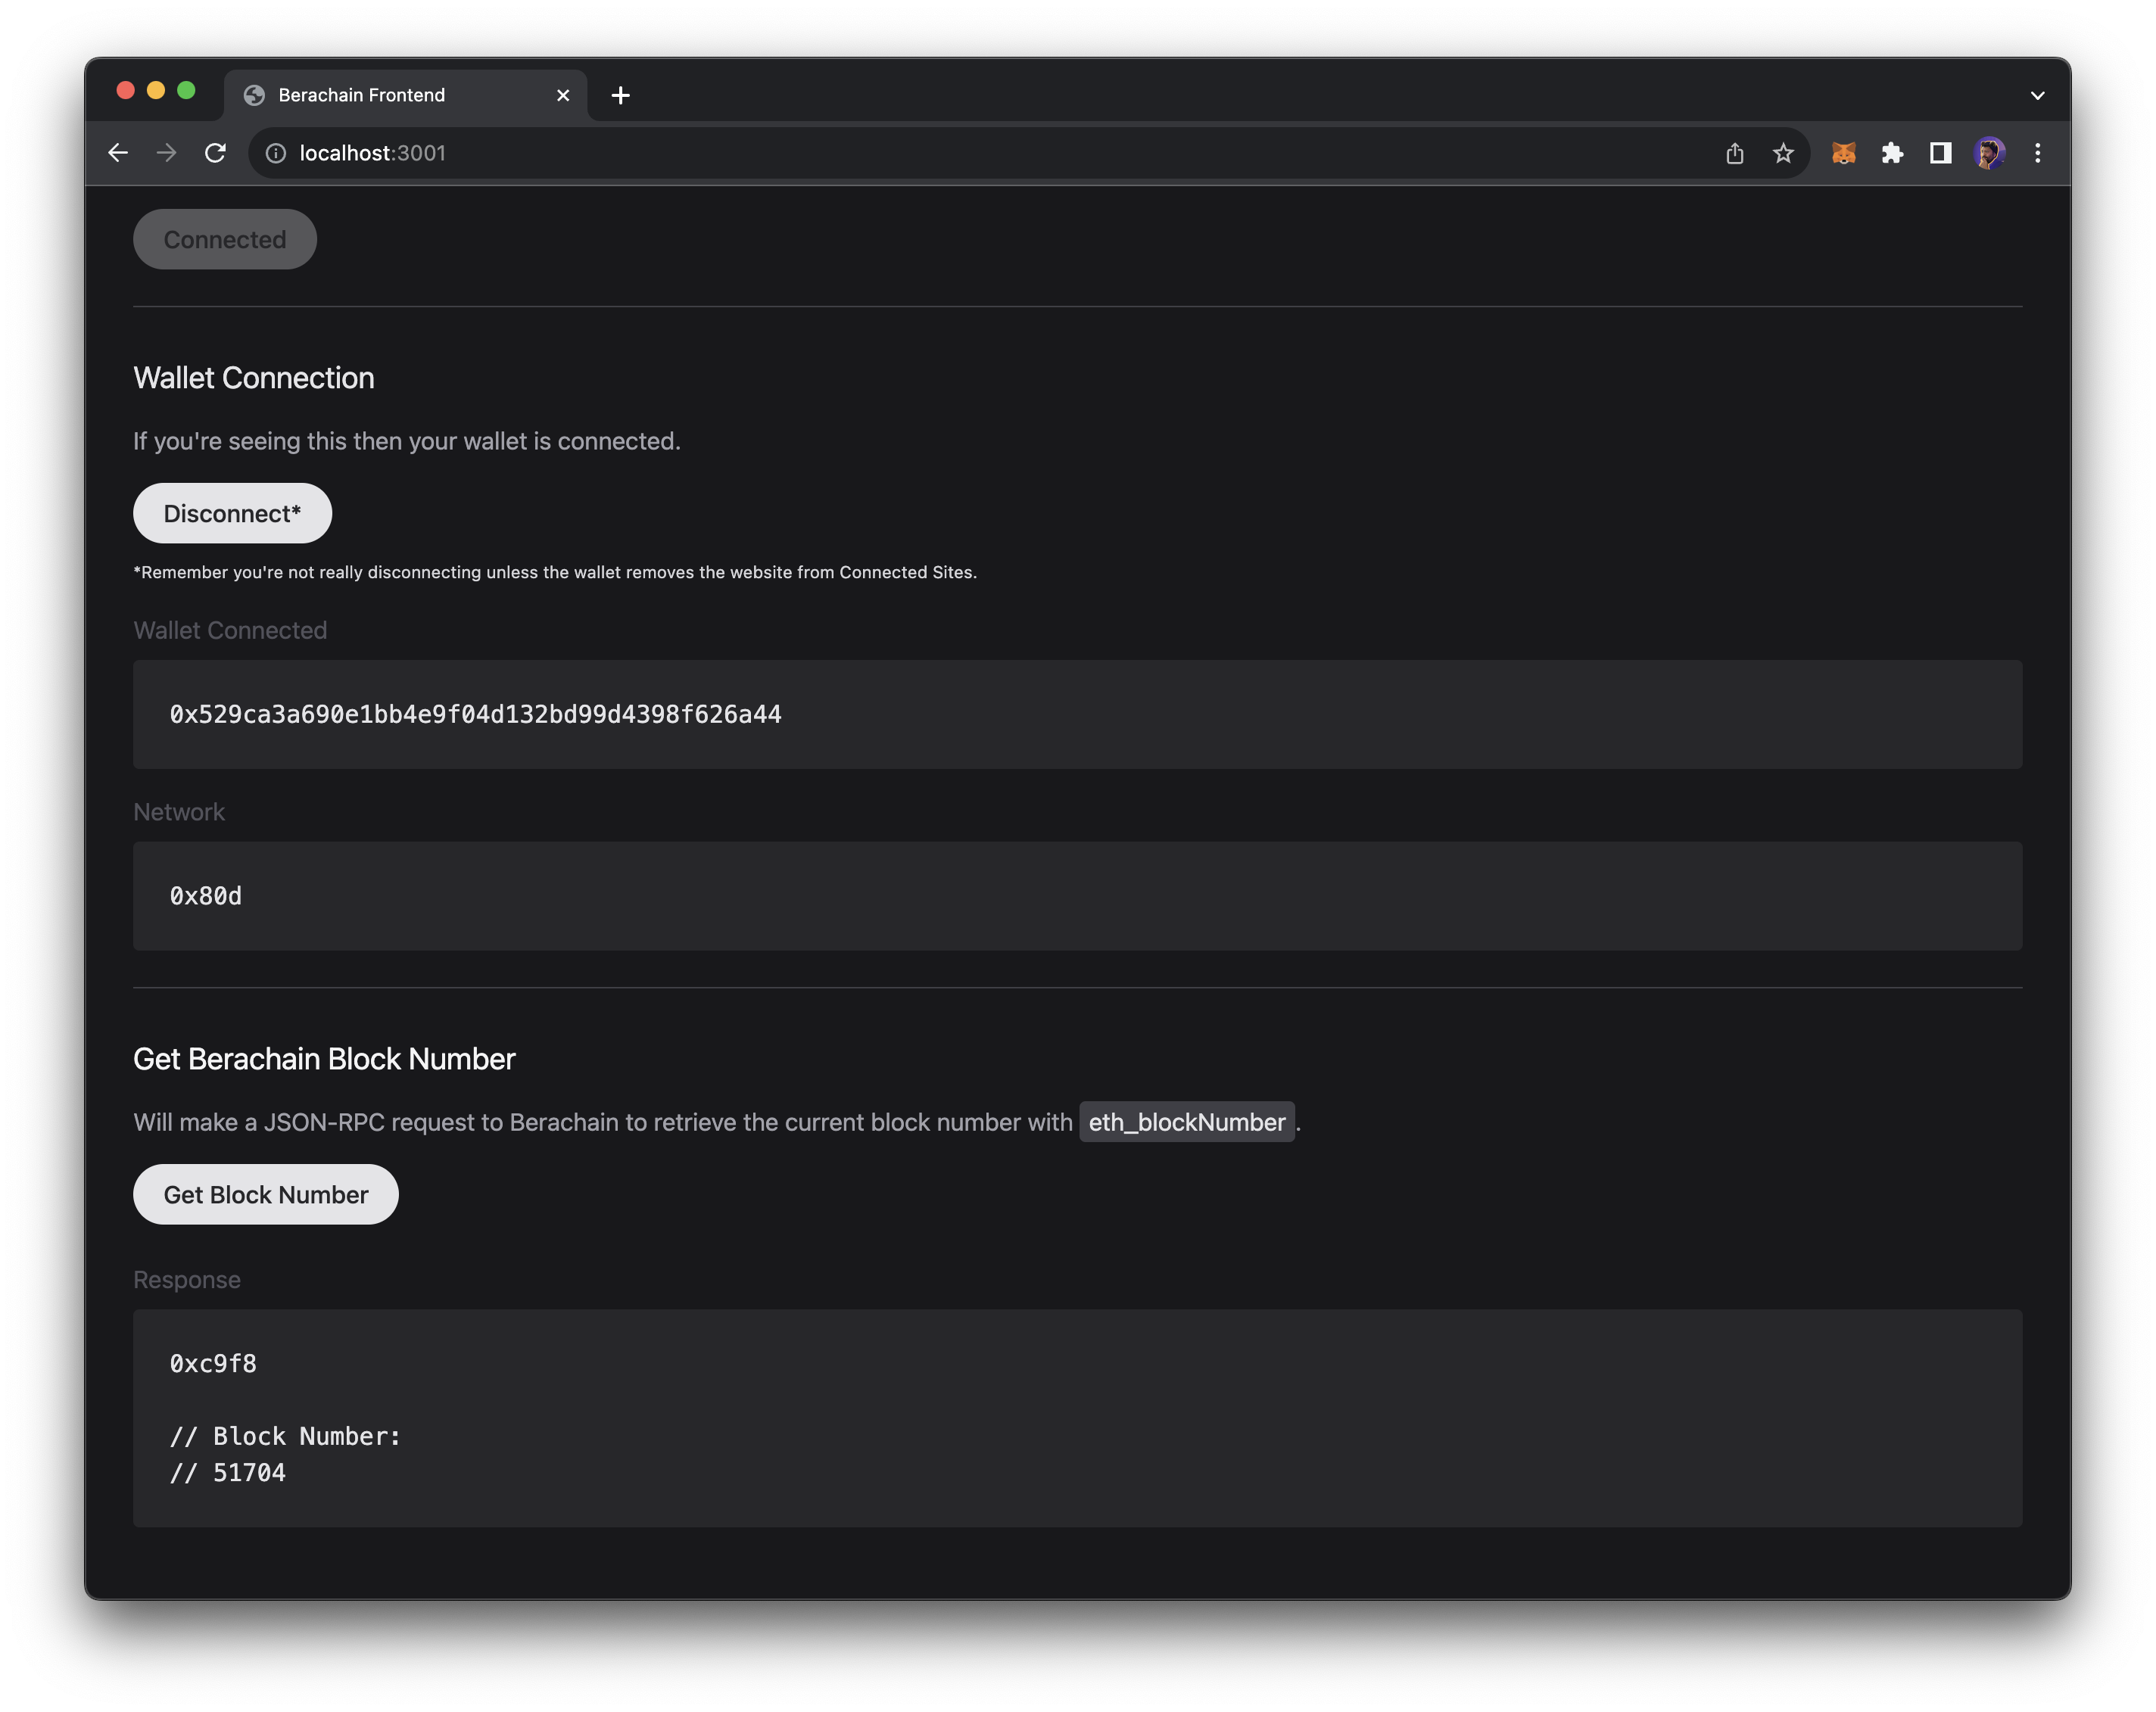 Berachain Frontend
localhost:3001
Connected
Wallet Connection
If you're seeing this then your wallet is connected.
Disconnect*
*Remember you're not really disconnecting unless the wallet removes the website from Connected Sites.
Wallet Connected
0x529ca3a690e1bb4e9f04d132bd99d4398f626a44
Network
0x80d
Get Berachain Block Number
Will make a JSON-RPC request to Berachain to retrieve the current block number with eth_blockNumber.
Get Block Number
Response
0xc9f8
// Block Number:
// 51704